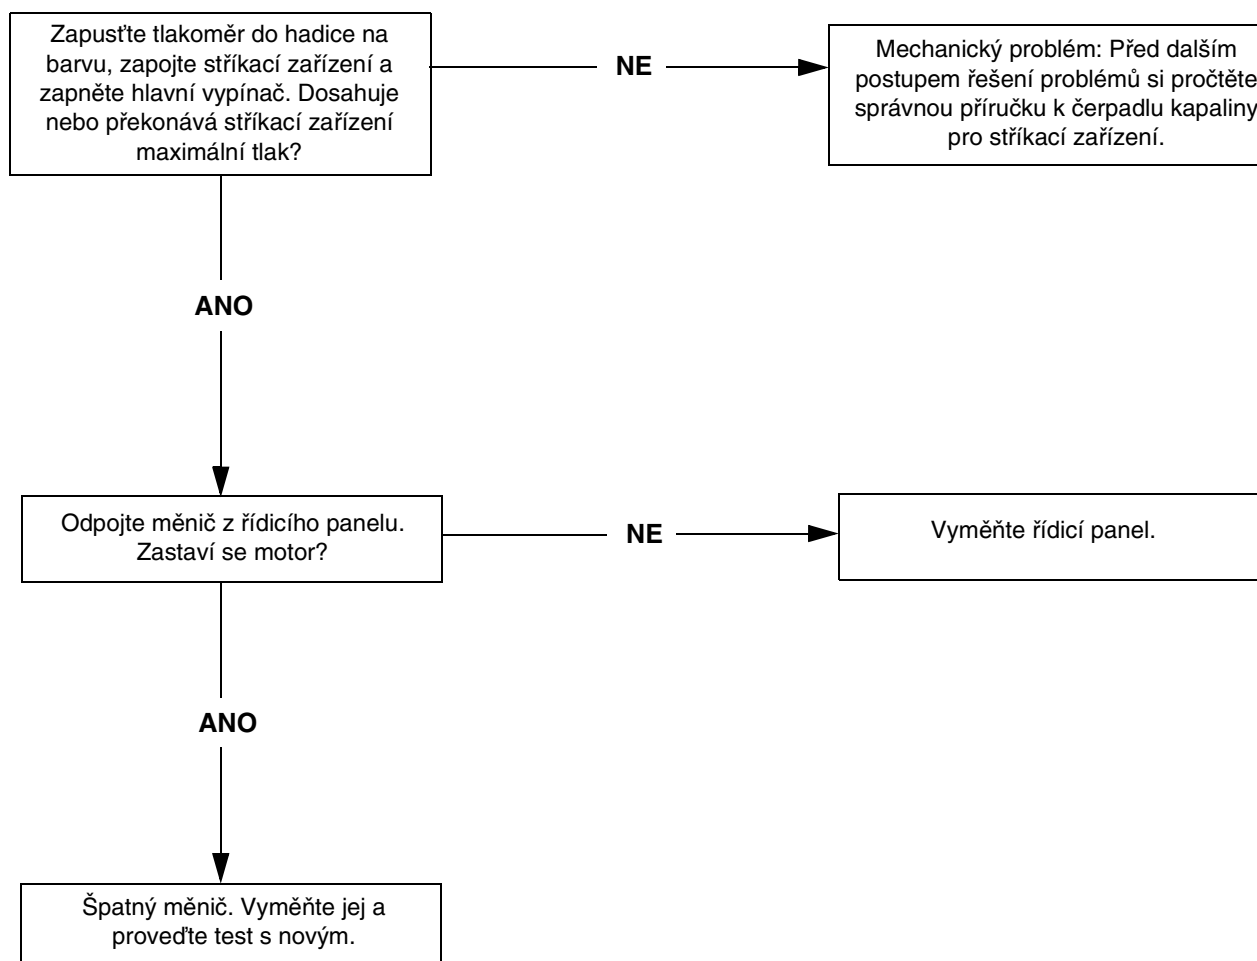 Zapusťte tlakoměr do hadice na
barvu, zapojte stříkací zařízení a
zapněte hlavní vypínač. Dosahuje
nebo překonává stříkací zařízení
maximální tlak?
NE
Mechanický problém: Před dalším
postupem řešení problémů si pročtěte
správnou příručku k čerpadlu kapaliny
pro stříkací zařízení.
ANO
Odpojte měnič z řídicího panelu.
Zastaví se motor?
NE
Vyměňte řídicí panel.
ANO
Špatný měnič. Vyměňte jej a
proveďte test s novým.